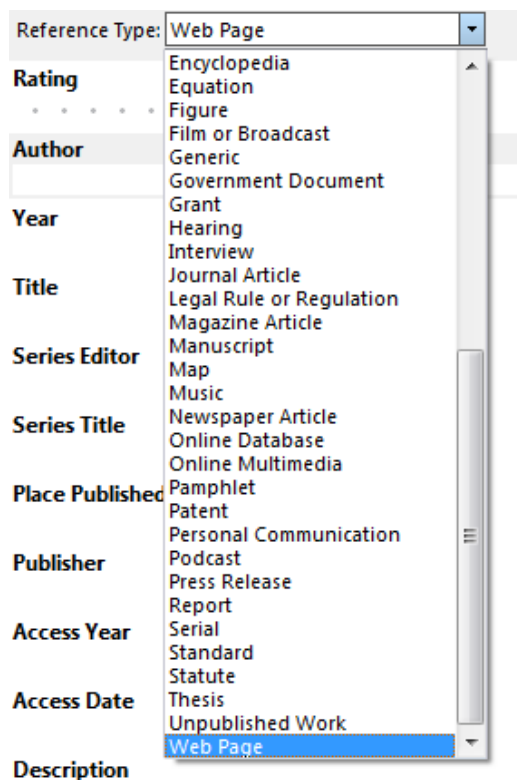 Reference Type: Web Page
Encyclopedia
Rating
Equation
Figure
Film or Broadcast
Author
Generic
Government Document
Grant
Year
Hearing
Interview
Journal Article
Title
Legal Rule or Regulation
Magazine Article
Manuscript
Series Editor
Map
Music
Newspaper Article
Series Title
Online Database
Online Multimedia
Pamphlet
Place Published
Patent
Personal Communication
Podcast
Publisher
Press Release
Report
Serial
Access Year
Standard
Statute
Thesis
Access Date
Unpublished Work
Web Page
Description